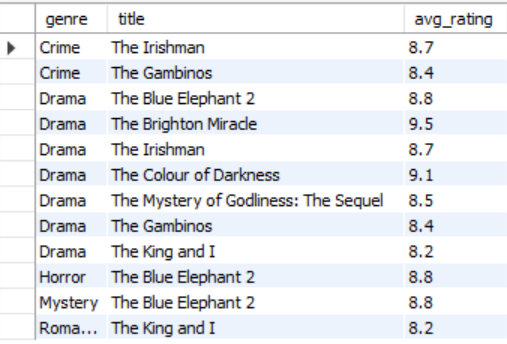 genre title avg_rating
Crime The Irishman 8.7
Crime The Gambinos 8.4
Drama The Blue Elephant 2 8.8
Drama The Brighton Miracle 9.5
Drama The Irishman 8.7
Drama The Colour of Darkness 9.1
Drama The Mystery of Godliness: The Sequel 8.5
Drama The Gambinos 8.4
Drama The King and I 8.2
Horror The Blue Elephant 2 8.8
Mystery The Blue Elephant 2 8.8
Roma... The King and I 8.2